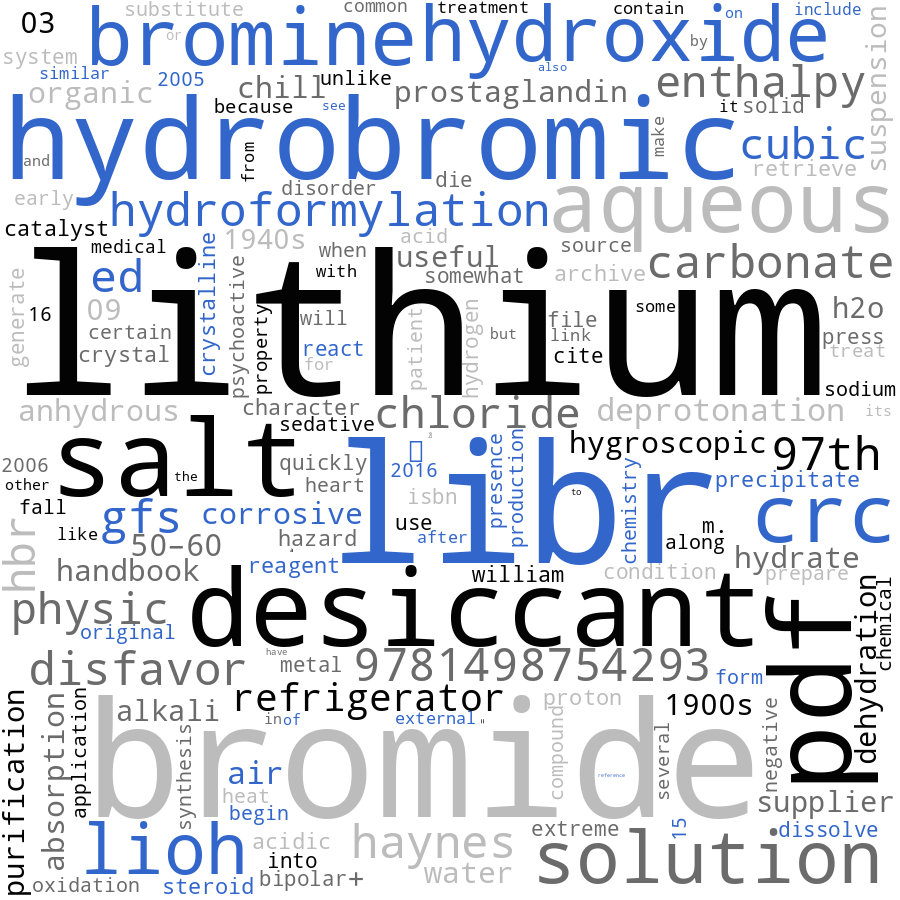 03
substitute
or
common
treatment
contain
on
include
bromine
hydroxide
by
also
system
similar
2005
organic
chill
unlike
prostaglandin
enthalpy
suspension
because
see
it
solid
hydrobromic
and
from
make
cubic
retrieve
early
disorder
die
hydroformylation
aqueous
catalyst
medical
1940s
when
acid
useful
source
ed
crystalline
psychoactive
with
somewhat
archive
carbonate
generate
16
09
lithium
some
h2o
certain
property
will
patient
hydrogen
but
file
link
press
crystal
react
for
cite
treat
sodium
anhydrous
character
chloride
deprotonation
its
sedative
hygroscopic
97th
salt
2006
other
the
quickly
2016
presence
production
precipitate
fall
heart
isbn
libr
to
chemistry
gfs
corrosive
use
after
m.
crc
like
50−60
hazard
along
hbr
handbook
reagent
william
condition
hydrate
prepare
physic
original
desiccant
pdf
dehydration
chemical
disfavor
have
metal
9781498754293
form
refrigerator
proton
1900s
purification
absorption
application
alkali
in
of
external
bromide
compound
several
negative
synthesis
air
reference
heat
begin
supplier
lioh
acidic
haynes
extreme
15
dissolve
into
water
solution
oxidation
steroid
bipolar+